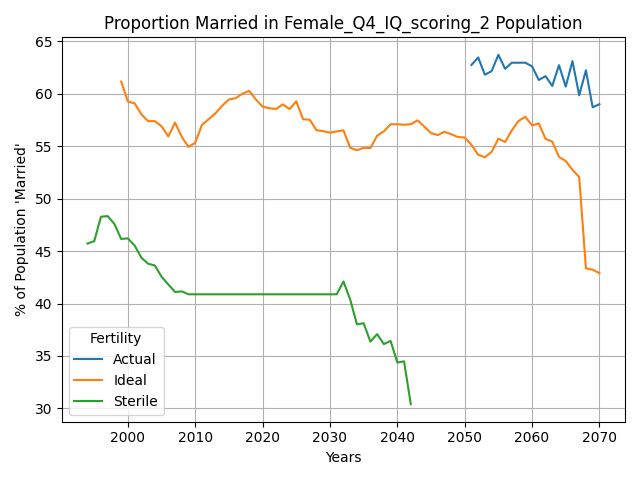 Proportion Married in Female_Q4_IQ_scoring_2 Population
% of Population 'Married'
65
60
55
50
45
40
35
30
Fertility
Actual
Ideal
Sterile
2000 2010 2020 2030 2040 2050 2060 2070
Years